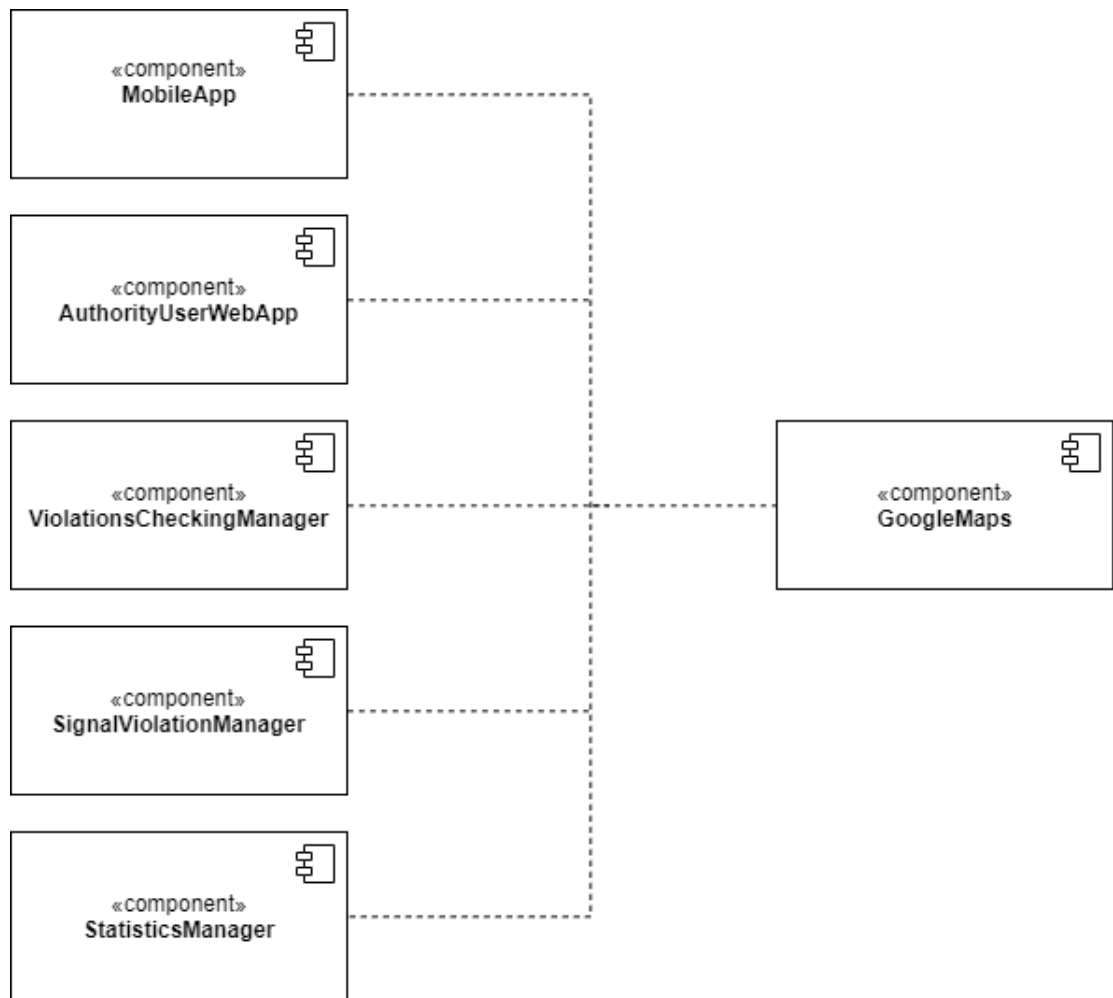 «component»
MobileApp
«component»
AuthorityUserWebApp
«component»
ViolationsCheckingManager
«component»
GoogleMaps
«component»
SignalViolationManager
«component»
StatisticsManager